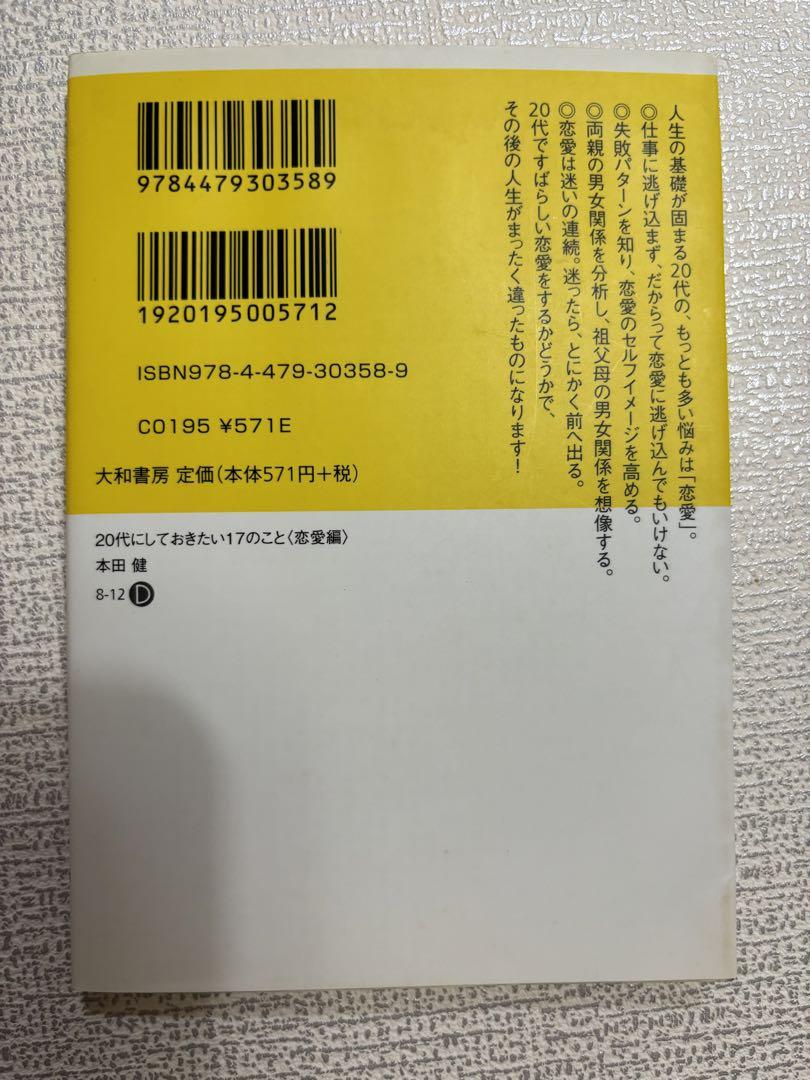 人生の基礎が固まる20代の、もっとも多い悩みは「恋愛」。
◎仕事に逃げ込まず、だからって恋愛に逃げ込んでもいけない。
◎失敗パターンを知り、恋愛のセルフイメージを高める。
◎両親の男女関係を分析し、祖父母の男女関係を想像する。
◎恋愛は迷いの連続。迷ったら、とにかく前へ出る。
20代ですばらしい恋愛をするかどうかで、
その後の人生がまったく違ったものになります!
9784479303589
1920195005712
ISBN978-4-479-30358-9
C0195 ¥571E
大和書房 定価(本体571円+税)
20代にしておきたい17のこと〈恋愛編〉
本田 健
8-12 D